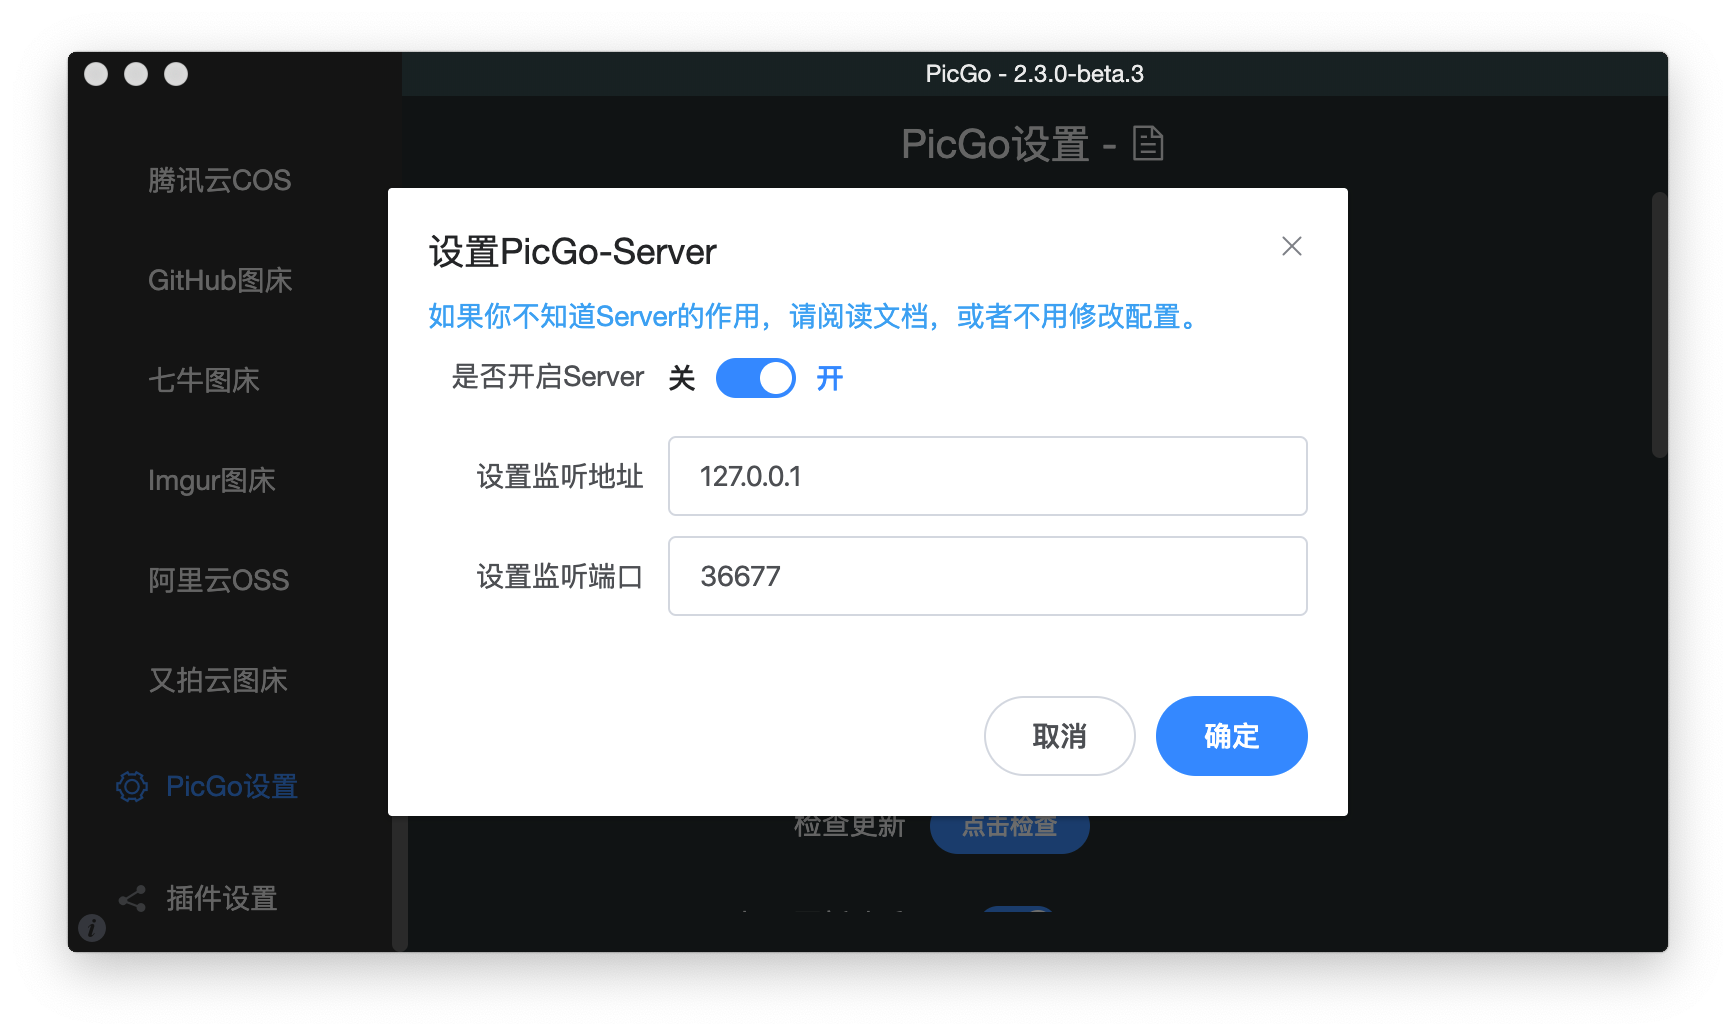 PicGo - 2.3.0-beta.3
PicGo设置 -
腾讯云COS
GitHub图床
七牛图床
Imgur图床
阿里云OSS
又拍云图床
PicGo设置
插件设置
设置PicGo-Server
如果你不知道Server的作用，请阅读文档，或者不用修改配置。
是否开启Server 关 开
设置监听地址 127.0.0.1
设置监听端口 36677
取消 确定
检查更新 点击检查